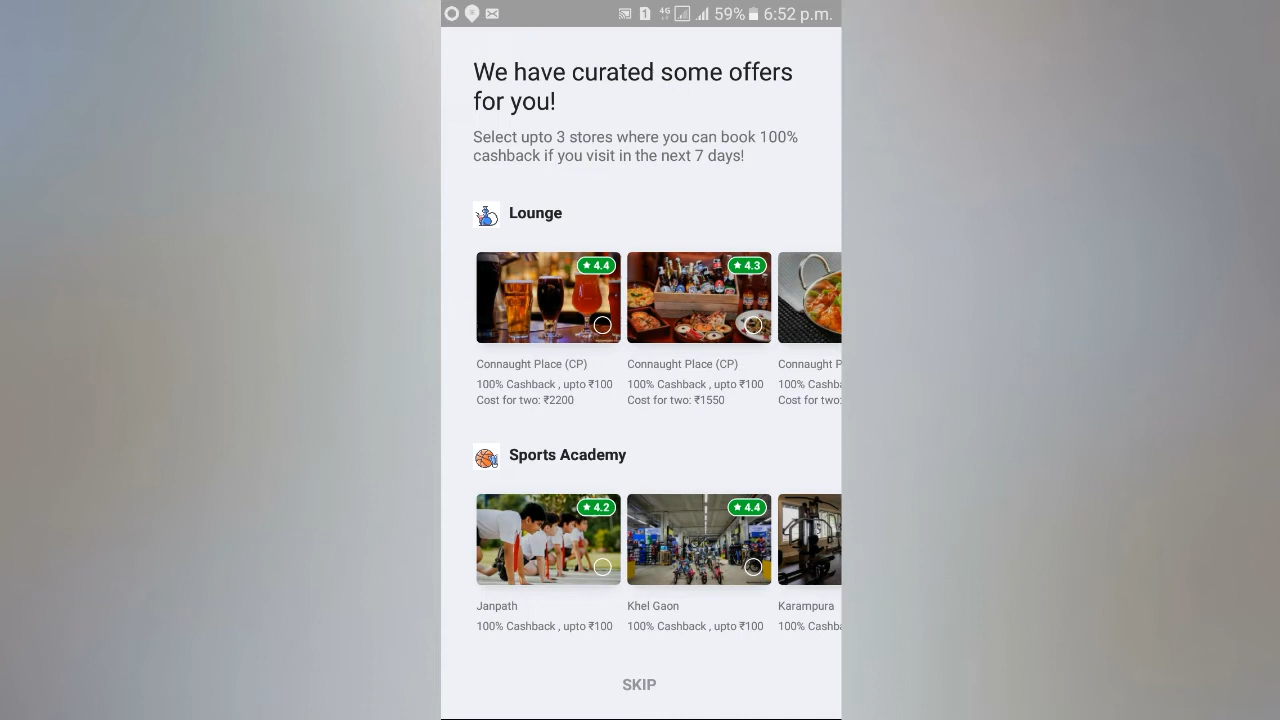 1 4G 59% 6:52 p.m.
We have curated some offers
for you!
Select upto 3 stores where you can book 100%
cashback if you visit in the next 7 days!
Lounge
4.4
4.3
Connaught Place (CP)
Connaught Place (CP)
Connaught P
100% Cashback , upto ₹100
100% Cashback , upto ₹100
100% Cashba
Cost for two: ₹2200
Cost for two: ₹1550
Cost for two:
Sports Academy
4.2
4.4
Janpath
Khel Gaon
Karampura
100% Cashback , upto ₹100
100% Cashback , upto ₹100
100% Cashba
SKIP